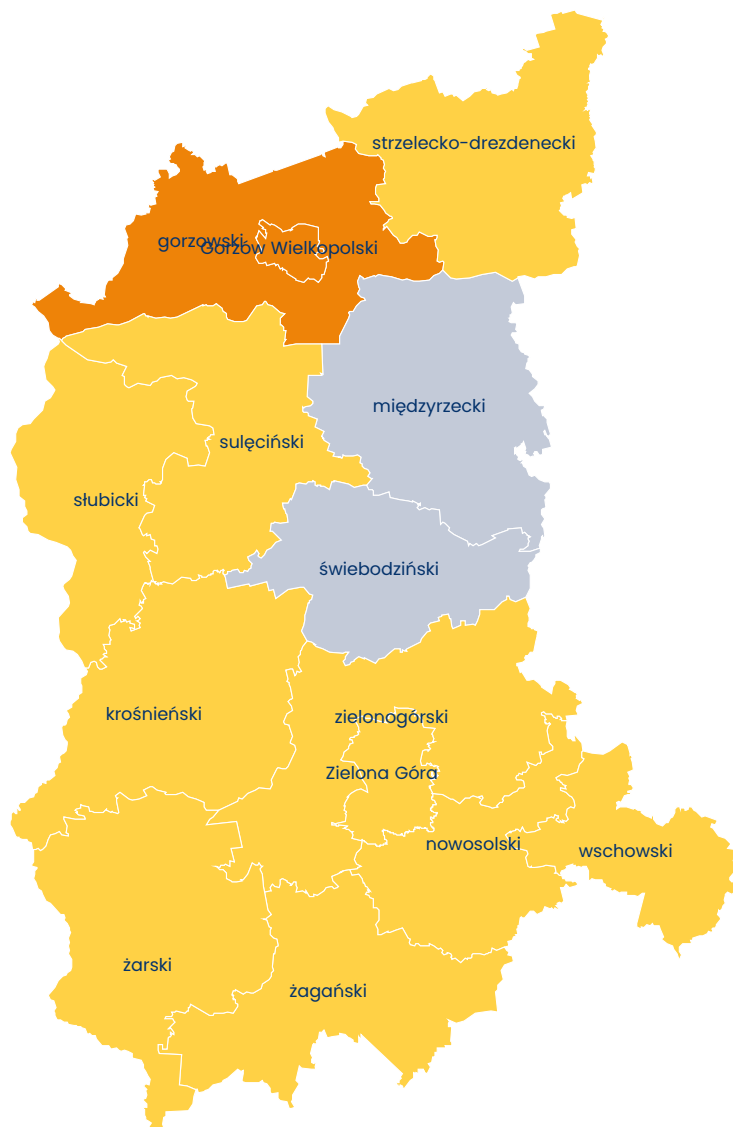 strzelecko-drezdenecki
gorzowski
Gorzów Wielkopolski
międzyrzecki
sulęciński
słubicki
świebodziński
krośnieński
zielonogórski
Zielona Góra
nowosolski
wschowski
żarski
żagański